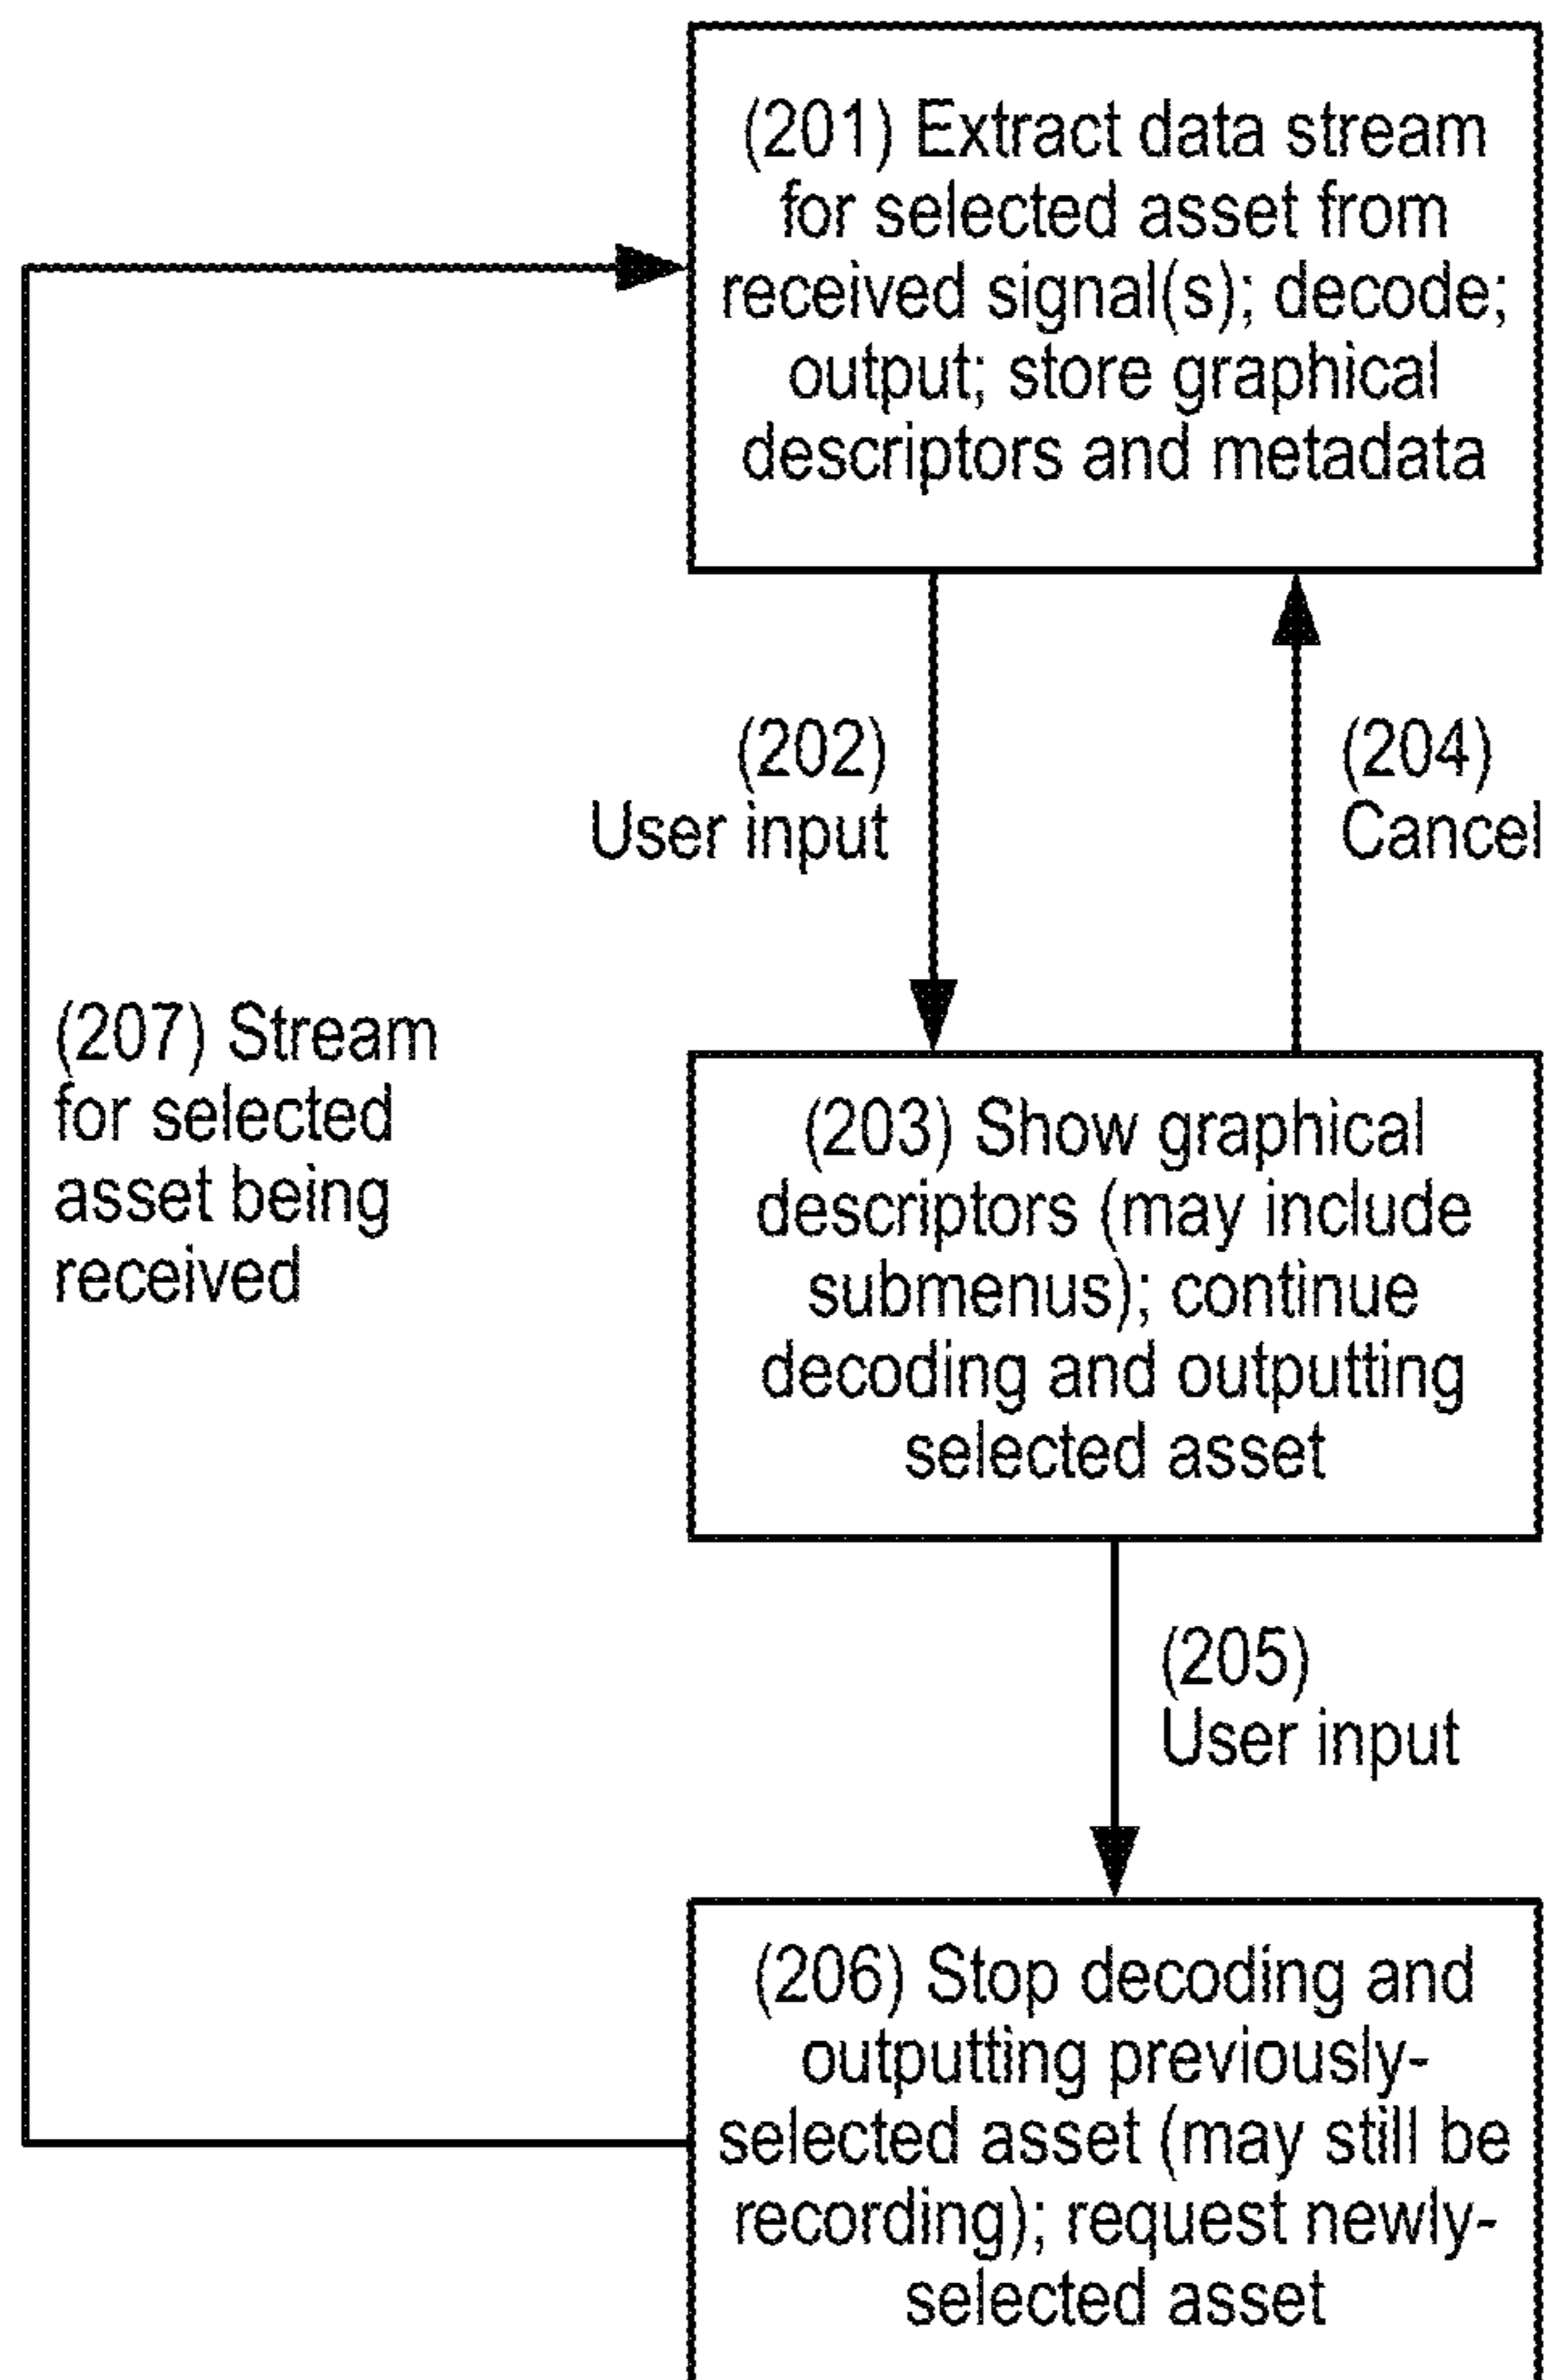 (201) Extract data stream
for selected asset from
received signal(s); decode;
output; store graphical
descriptors and metadata
(202)
User input
(204)
Cancel
(207) Stream
for selected
asset being
received
(203) Show graphical
descriptors (may include
submenus); continue
decoding and outputting
selected asset
(205)
User input
(206) Stop decoding and
outputting previously-
selected asset (may still be
recording); request newly-
selected asset